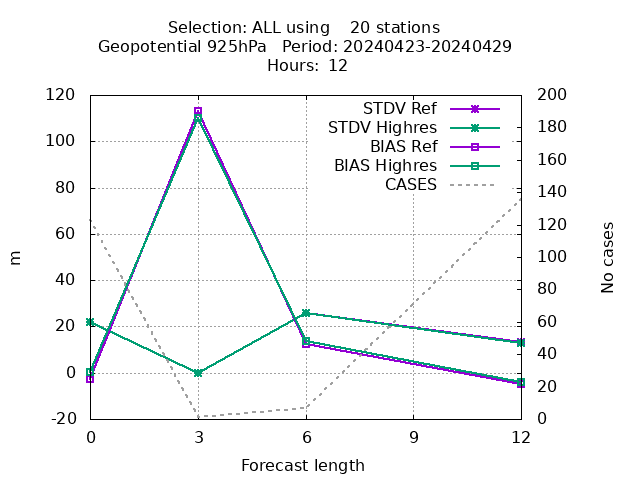 Selection: ALL using    20 stations
Geopotential 925hPa   Period: 20240423-20240429
Hours:  12
STDV Ref
STDV Highres
BIAS Ref
BIAS Highres
CASES
120
100
80
60
40
20
0
-20
m
200
180
160
140
120
100
80
60
40
20
0
No cases
0 3 6 9 12
Forecast length